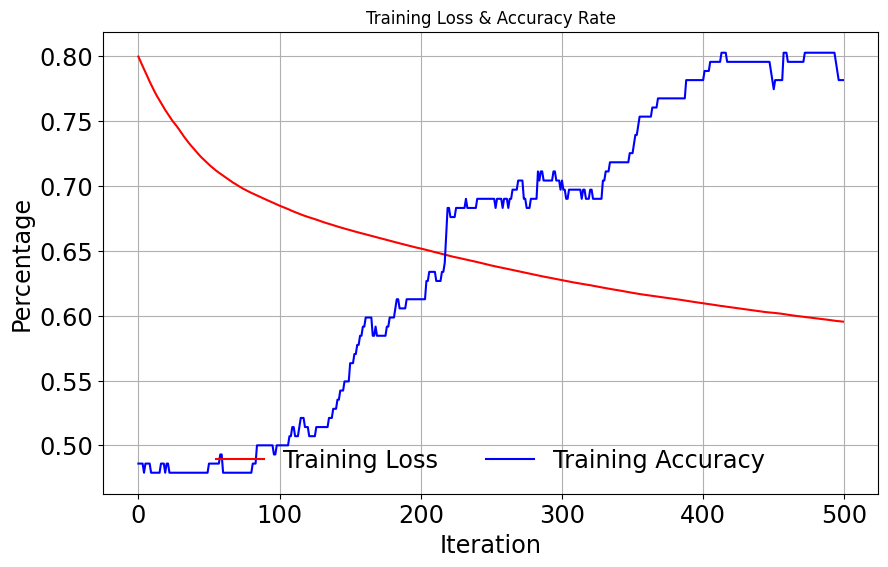 Training Loss & Accuracy Rate
0.80
0.75
0.70
0.65
0.60
0.55
0.50
Percentage
Training Loss Training Accuracy
0 100 200 300 400 500
Iteration